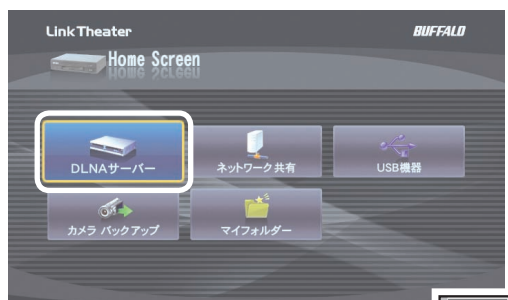 LinkTheater
BUFFALO
Home Screen
DLNAサーバー
ネットワーク共有
USB機器
カメラ バックアップ
マイフォルダー